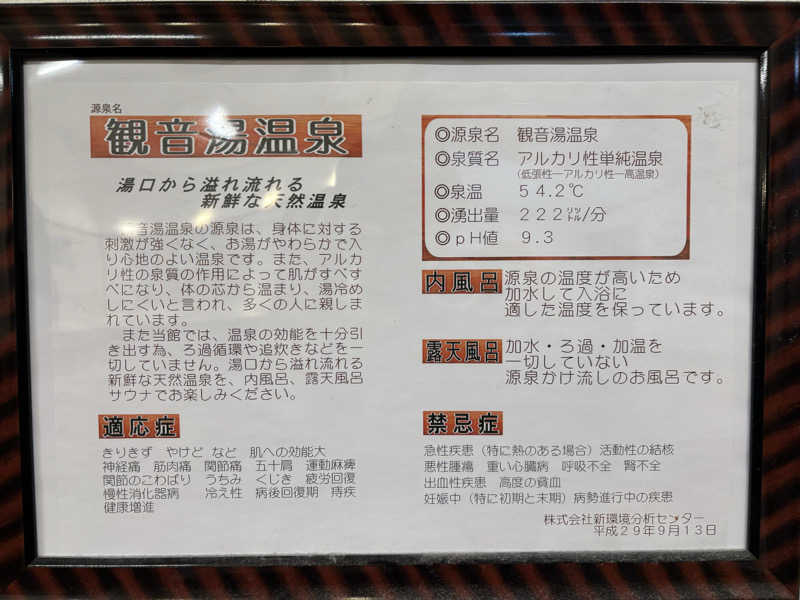 源泉名
観音湯温泉
湯口から溢れ流れる
新鮮な天然温泉
音湯温泉の源泉は、身体に対する
刺激が強くなく、お湯がやわらかで入
り心地のよい温泉です。また、アルカ
リ性の泉質の作用によって肌がすべす
べになり、体の芯から温まり、湯冷め
しにくいと言われ、多くの人に親しま
れています。
また当館では、温泉の効能を十分引
き出す為、ろ過循環や追炊きなどを一
切していません。湯口から溢れ流れる
新鮮な天然温泉を、内風呂、露天風呂
サウナでお楽しみください。
適応症
きりきず やけど など 肌への効能大
神経痛 筋肉痛 関節痛 五十肩 運動麻痺
関節のこわばり うちみ くじき 疲労回復
慢性消化器病 冷え性 病後回復期 痔疾
健康増進
◎源泉名 観音湯温泉
◎泉質名 アルカリ性単純温泉
(低張性ーアルカリ性ー高温泉)
◎泉温 54.2℃
◎湧出量 222㍑/分
◎pH値 9.3
内風呂 源泉の温度が高いため
加水して入浴に
適した温度を保っています。
露天風呂 加水・ろ過・加温を
一切していない
源泉かけ流しのお風呂です。
禁忌症
急性疾患(特に熱のある場合)活動性の結核
悪性腫瘍 重い心臓病 呼吸不全 腎不全
出血性疾患 高度の貧血
妊娠中(特に初期と末期)病勢進行中の疾患
株式会社新環境分析センター
平成29年9月13日